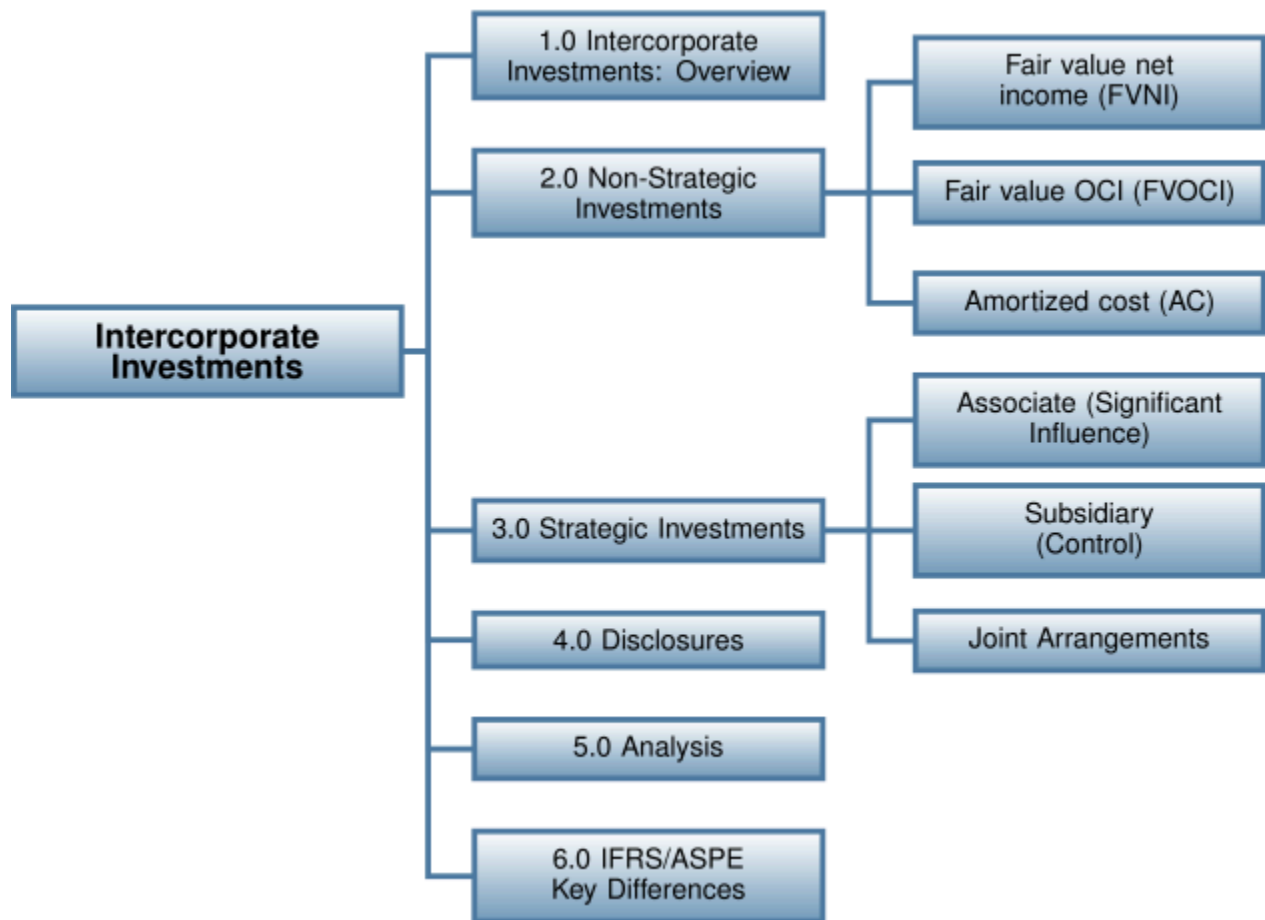 Intercorporate
Investments
1.0 Intercorporate
Investments: Overview
2.0 Non-Strategic
Investments
Fair value net
income (FVNI)
Fair value OCI (FVOCI)
Amortized cost (AC)
3.0 Strategic Investments
Associate (Significant
Influence)
Subsidiary
(Control)
Joint Arrangements
4.0 Disclosures
5.0 Analysis
6.0 IFRS/ASPE
Key Differences